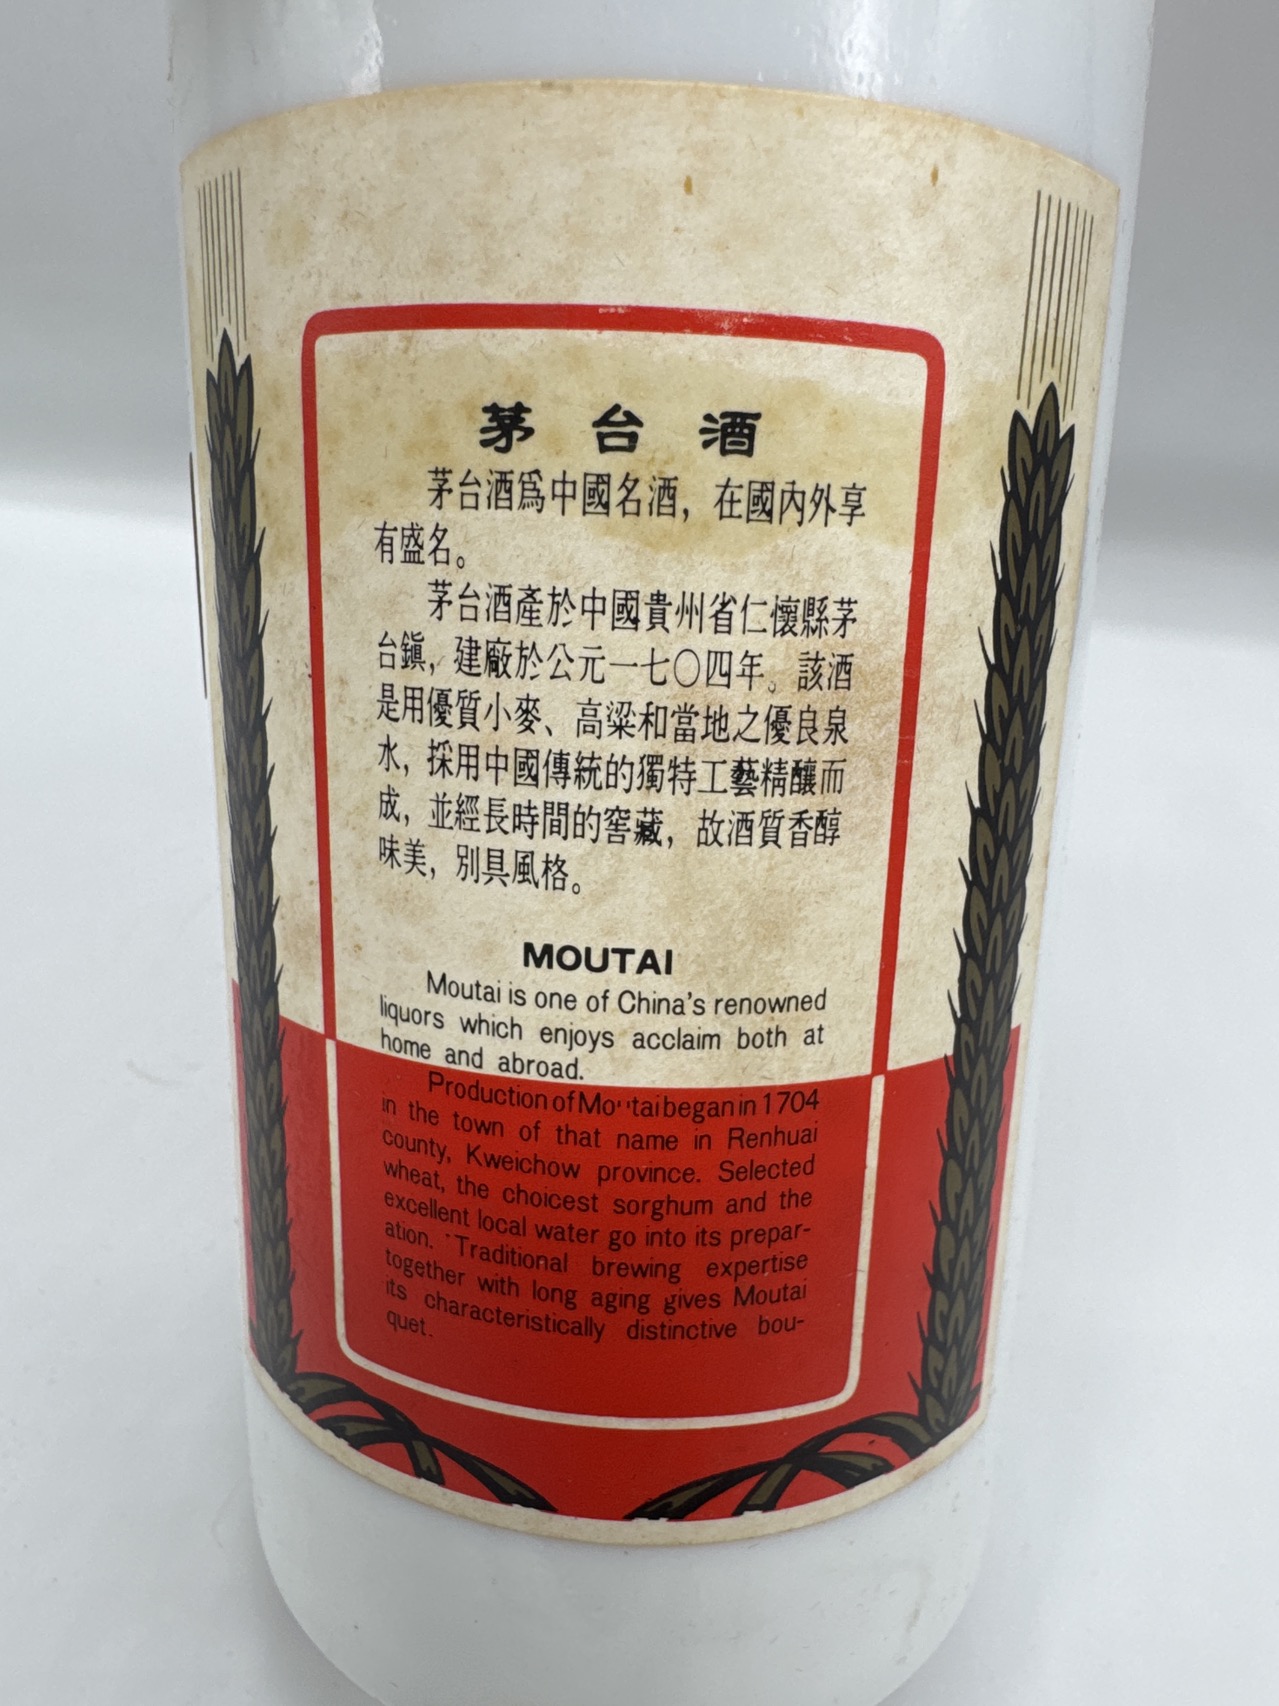 茅台酒
茅台酒爲中國名酒，在國內外享
有盛名。
茅台酒產於中國貴州省仁懷縣茅
台鎭，建廠於公元一七〇四年。該酒
是用優質小麥、高粱和當地之優良泉
水，採用中國傳統的獨特工藝精釀而
成，並經長時間的窖藏，故酒質香醇
味美，別具風格。
MOUTAI
Moutai is one of China's renowned
liquors which enjoys acclaim both at
home and abroad.
Production of Moutai began in 1704
in the town of that name in Renhuai
county, Kweichow province. Selected
wheat, the choicest sorghum and the
excellent local water go into its prepar-
ation. Traditional brewing expertise
together with long aging gives Moutai
its characteristically distinctive bou-
quet.